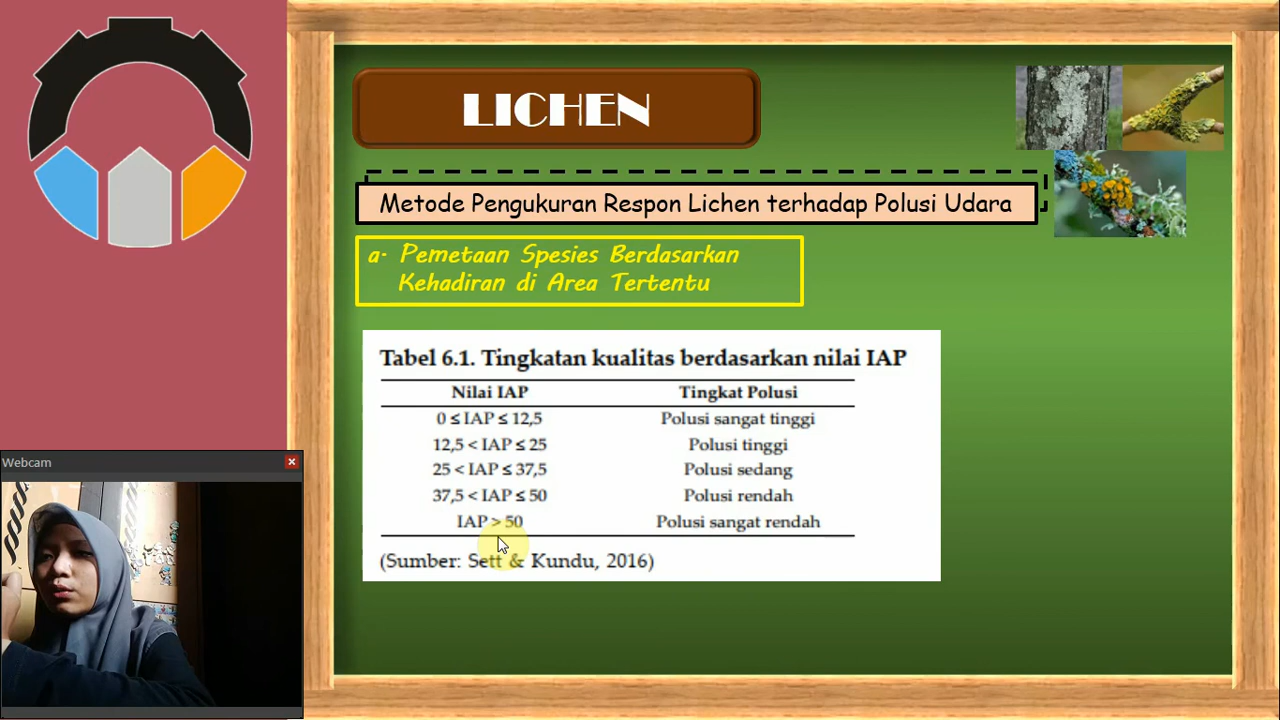 LICHEN
Metode Pengukuran Respon Lichen terhadap Polusi Udara
a. Pemetaan Spesies Berdasarkan
Kehadiran di Area Tertentu
Tabel 6.1. Tingkatan kualitas berdasarkan nilai IAP
Nilai IAP Tingkat Polusi
0 ≤ IAP ≤ 12,5 Polusi sangat tinggi
12,5 < IAP ≤ 25 Polusi tinggi
25 < IAP ≤ 37,5 Polusi sedang
37,5 < IAP ≤ 50 Polusi rendah
IAP > 50 Polusi sangat rendah
(Sumber: Sett & Kundu, 2016)
Webcam